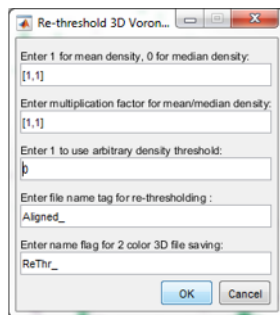 Re-threshold 3D Voron...
Enter 1 for mean density, 0 for median density:
[1,1]
Enter multiplication factor for mean/median density:
[1,1]
Enter 1 to use arbitrary density threshold:
0
Enter file name tag for re-thresholding :
Aligned_
Enter name flag for 2 color 3D file saving:
ReThr_
OK Cancel